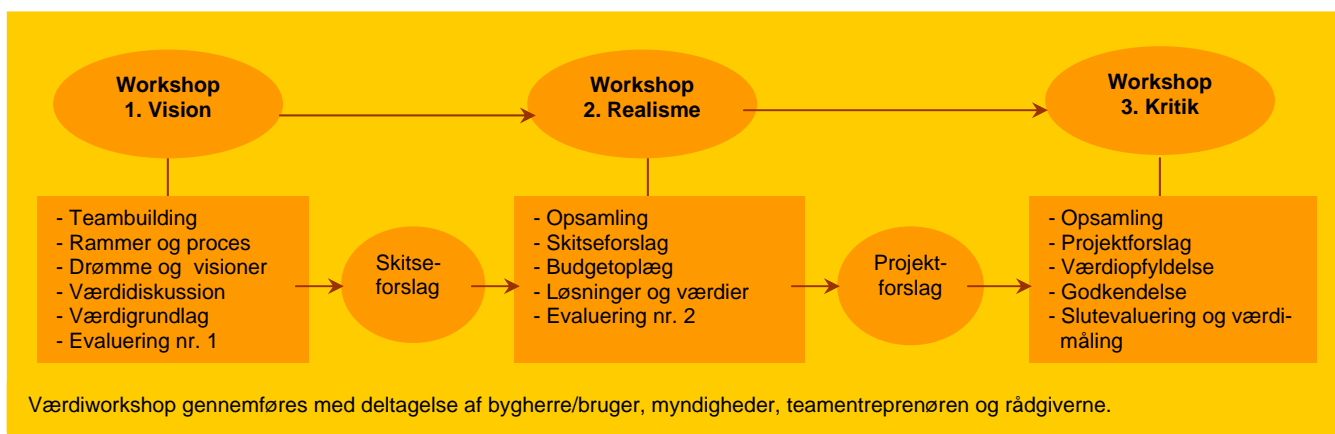 Workshop
1. Vision
Workshop
2. Realisme
Workshop
3. Kritik
- Teambuilding
- Rammer og proces
- Drømme og visioner
- Værdidiskussion
- Værdigrundlag
- Evaluering nr. 1
Skitse-
forslag
- Opsamling
- Skitseforslag
- Budgetoplæg
- Løsninger og værdier
- Evaluering nr. 2
Projekt-
forslag
- Opsamling
- Projektforslag
- Værdiopfyldelse
- Godkendelse
- Slutevaluering og værdi-
måling
Værdiworkshop gennemføres med deltagelse af bygherre/bruger, myndigheder, teamentreprenøren og rådgiverne.